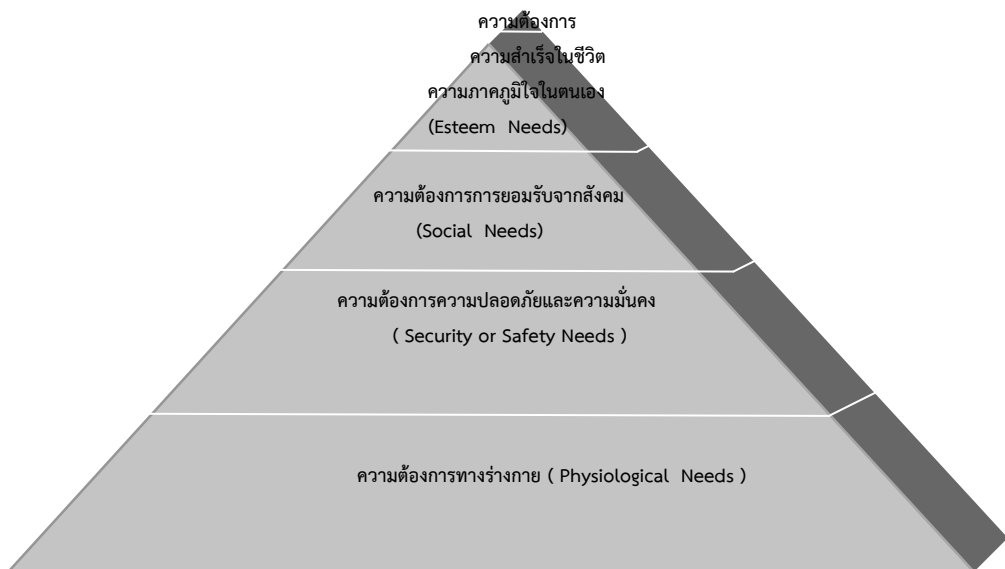 ความต้องการ
ความสำเร็จในชีวิต
ความภาคภูมิใจในตนเอง
(Esteem Needs)
ความต้องการการยอมรับจากสังคม
(Social Needs)
ความต้องการความปลอดภัยและความมั่นคง
( Security or Safety Needs )
ความต้องการทางร่างกาย ( Physiological Needs )